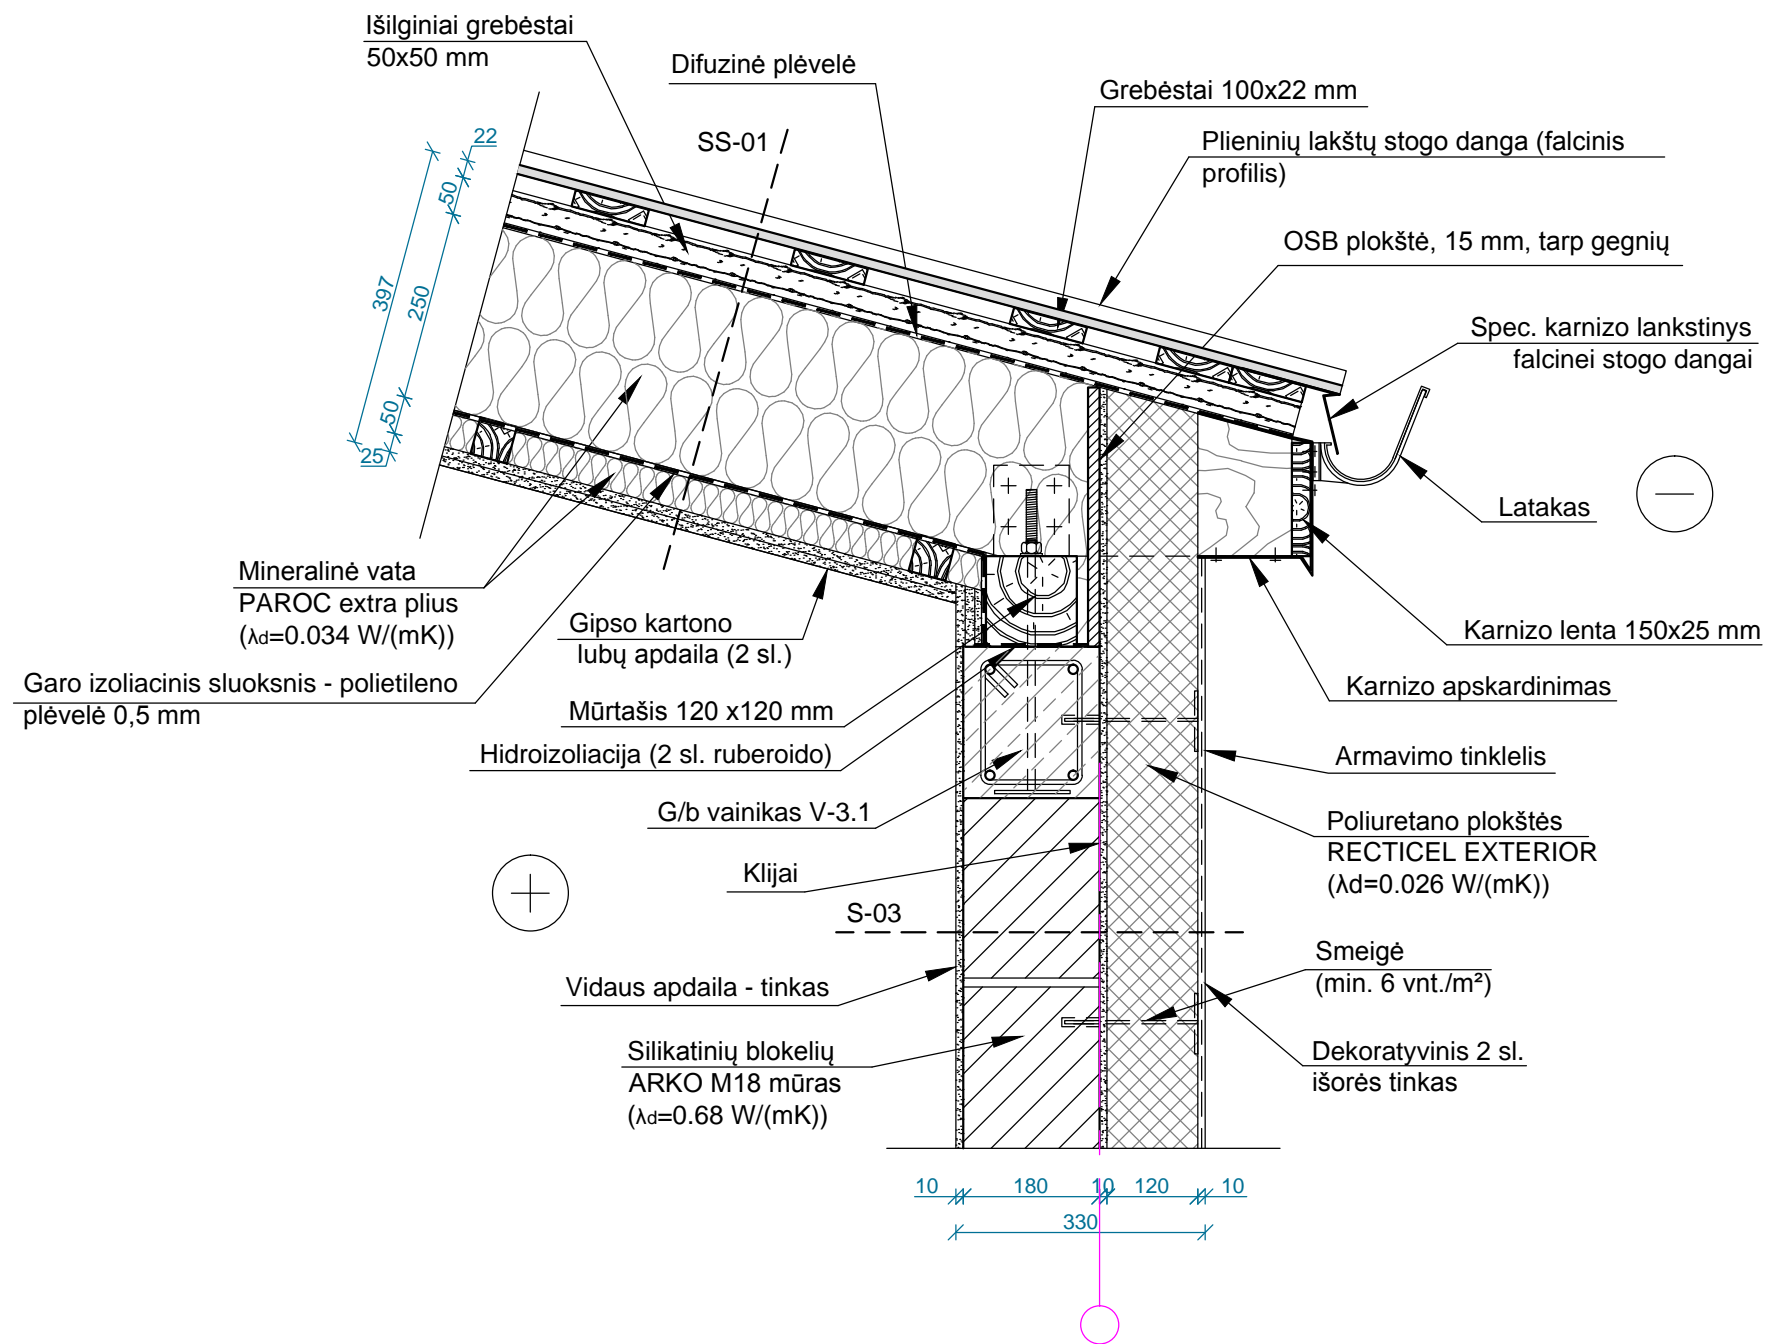 Išilginiai grebėstai
50x50 mm
Difuzinė plėvelė
Grebėstai 100x22 mm
SS-01
Plieninių lakštų stogo danga (falcinis
profilis)
OSB plokštė, 15 mm, tarp gegnių
Spec. karnizo lankstinys
falcinei stogo dangai
22
50
397
250
50
25
Latakas
Mineralinė vata
PAROC extra plius
(λd=0.034 W/(mK))
Gipso kartono
lubų apdaila (2 sl.)
Karnizo lenta 150x25 mm
Garo izoliacinis sluoksnis - polietileno
plėvelė 0,5 mm
Karnizo apskardinimas
Mūrtašis 120 x120 mm
Hidroizoliacija (2 sl. ruberoido)
Armavimo tinklelis
G/b vainikas V-3.1
Poliuretano plokštės
RECTICEL EXTERIOR
(λd=0.026 W/(mK))
Klijai
S-03
Smeigė
(min. 6 vnt./m²)
Vidaus apdaila - tinkas
Silikatinių blokelių
ARKO M18 mūras
(λd=0.68 W/(mK))
Dekoratyvinis 2 sl.
išorės tinkas
10 180 10 120 10
330